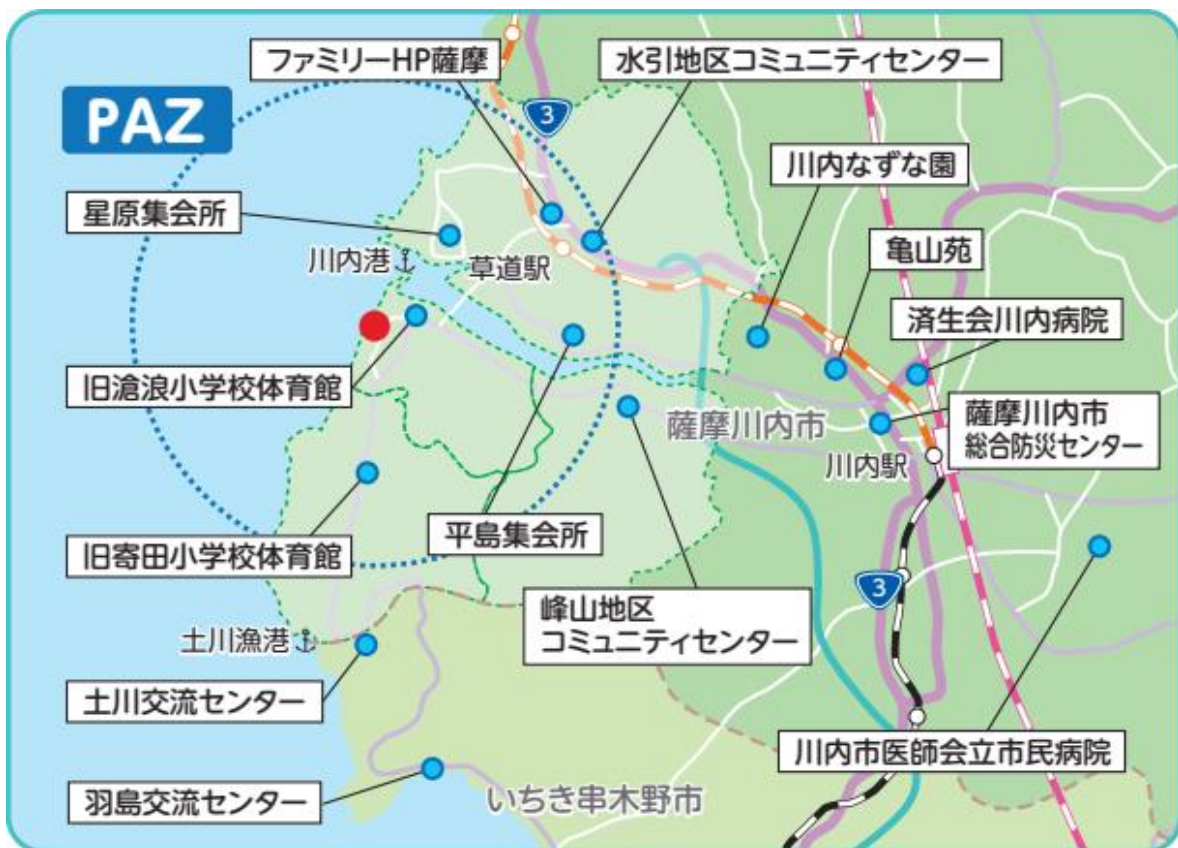 ファミリーHP薩摩
水引地区コミュニティセンター
PAZ
3
川内なずな園
星原集会所
亀山苑
川内港
草道駅
済生会川内病院
旧滄浪小学校体育館
薩摩川内市
薩摩川内市
総合防災センター
川内駅
平島集会所
旧寄田小学校体育館
3
峰山地区
コミュニティセンター
土川漁港
土川交流センター
川内市医師会立市民病院
羽島交流センター
いちき串木野市